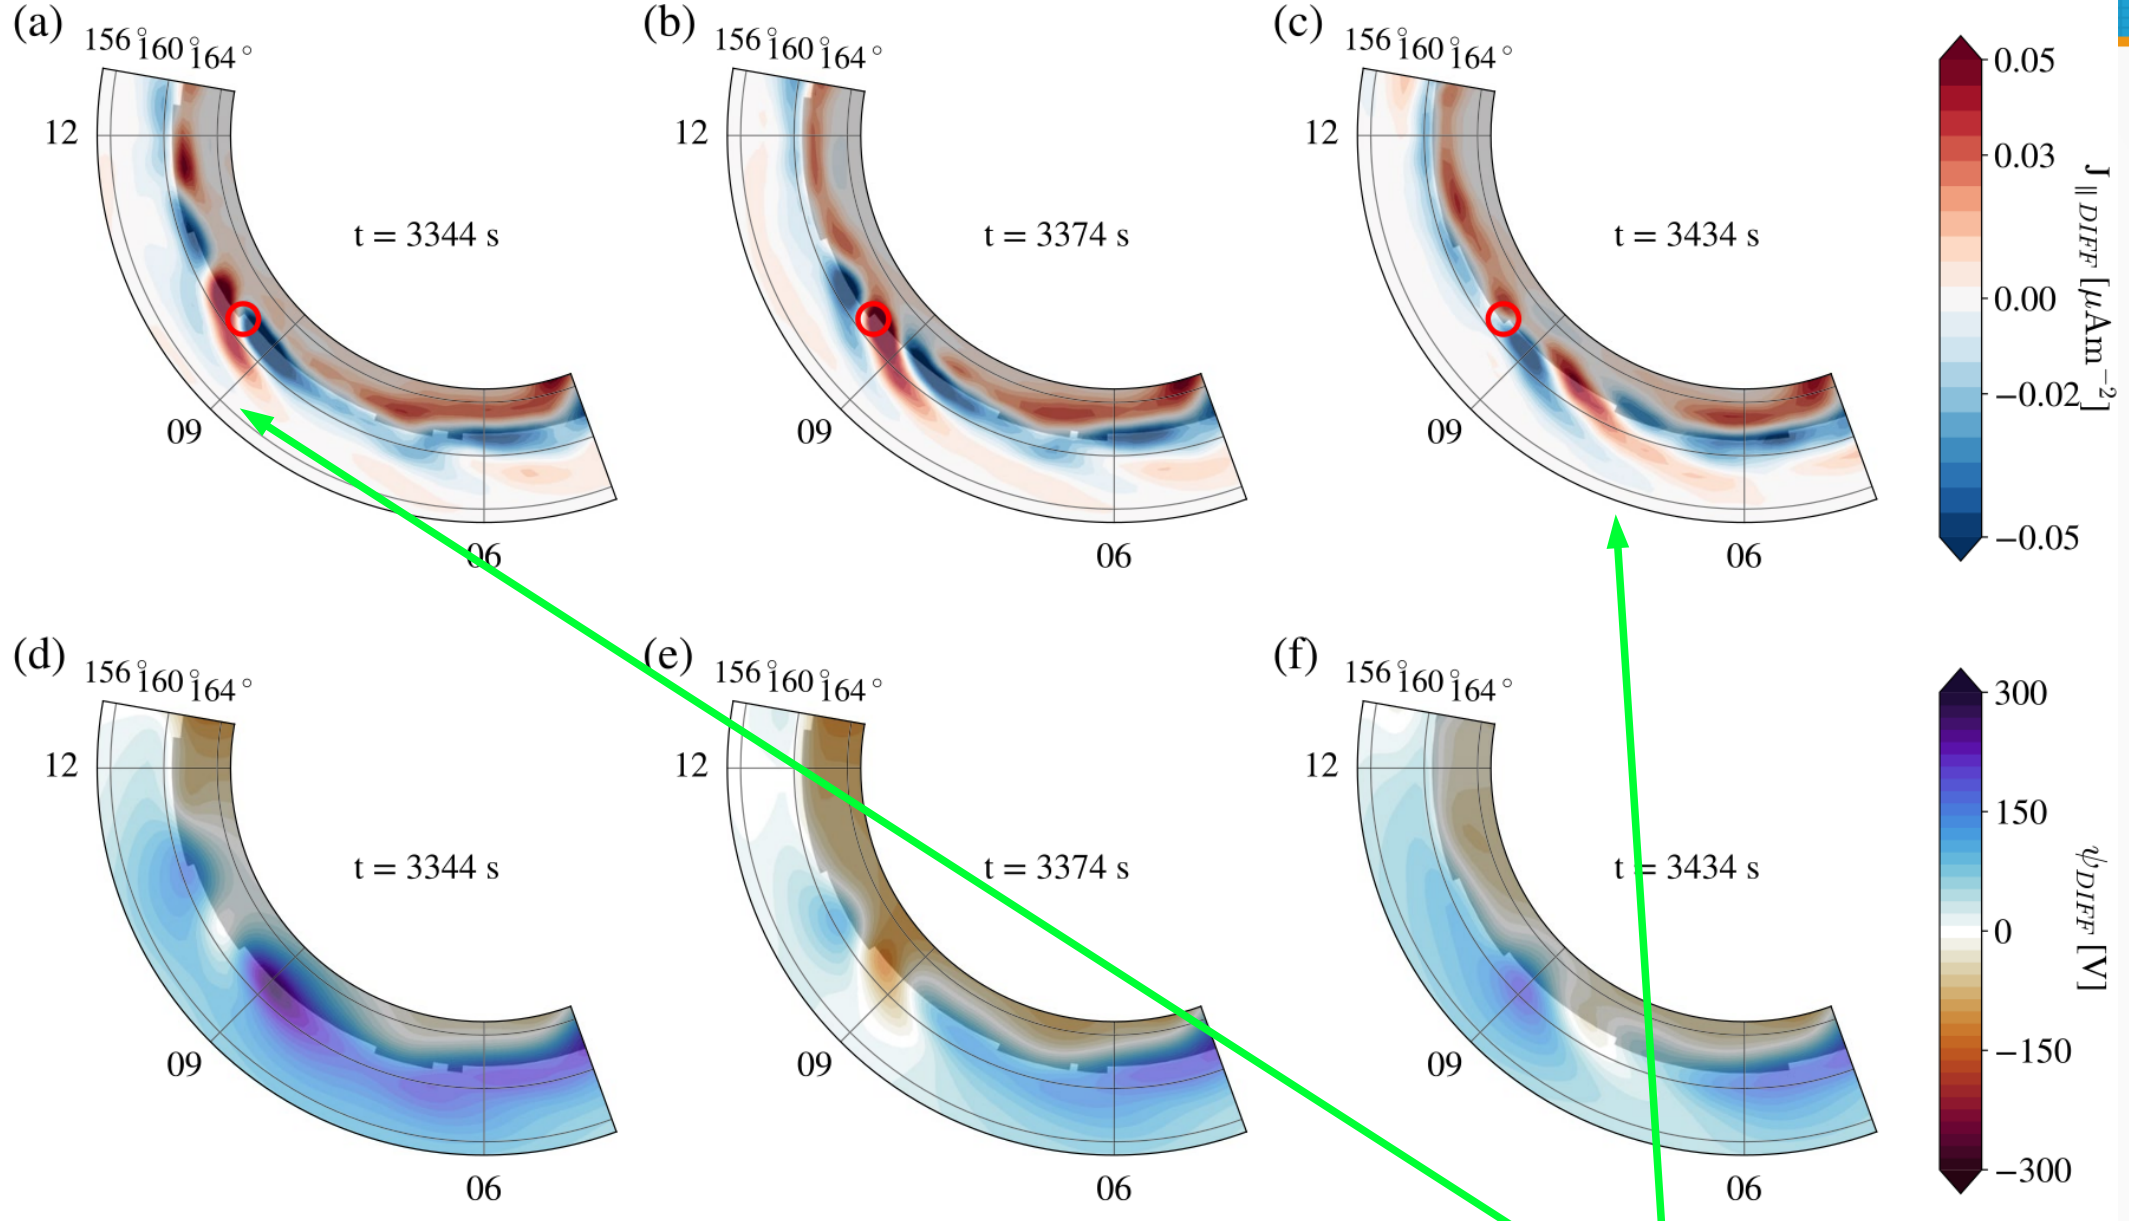 (a) (b) (c)
156° 160° 164° 156° 160° 164° 156° 160° 164°
0.05
0.03
0.00
−0.02
−0.05
J∥DIFF [μAm−2]
12 12 12
t = 3344 s t = 3374 s t = 3434 s
09 09 09
06 06 06
(d) (e) (f)
156° 160° 164° 156° 160° 164° 156° 160° 164°
300
150
0
−150
−300
ψDIFF [V]
12 12 12
t = 3344 s t = 3374 s t = 3434 s
09 09 09
06 06 06